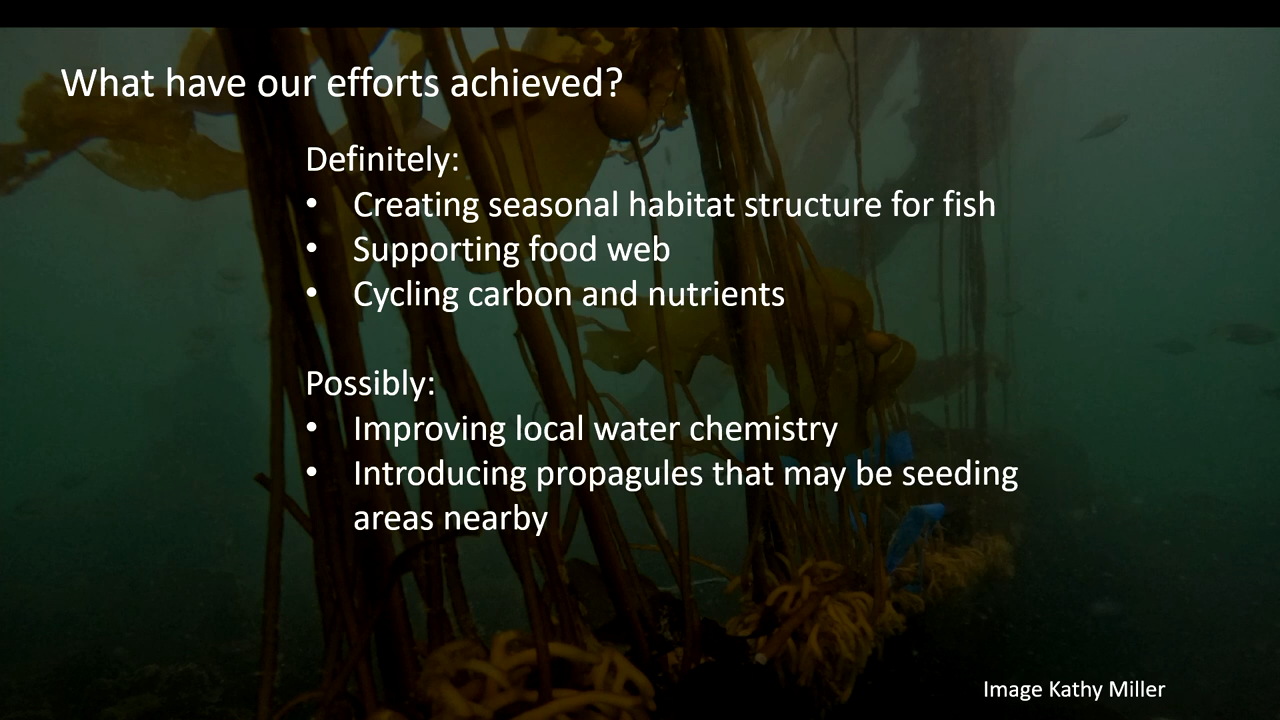 What have our efforts achieved?
Definitely:
• Creating seasonal habitat structure for fish
• Supporting food web
• Cycling carbon and nutrients
Possibly:
• Improving local water chemistry
• Introducing propagules that may be seeding
areas nearby
Image Kathy Miller